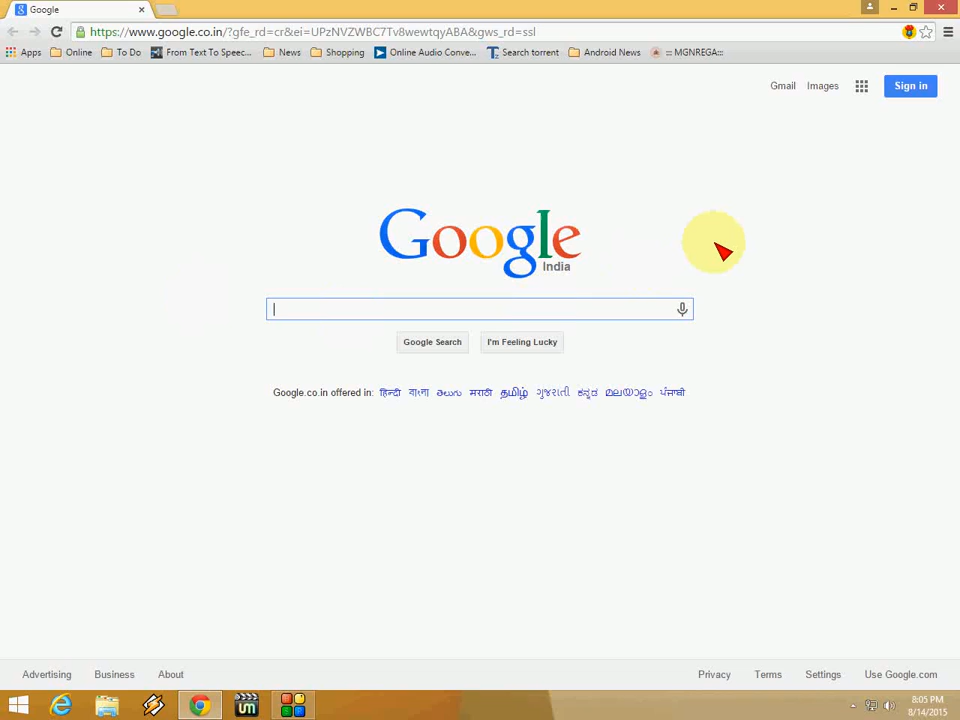 Google
https://www.google.co.in/?gfe_rd=cr&ei=UPzNVZWBC7Tv8wewtqyABA&gws_rd=ssl
Apps Online To Do From Text To Speec... News Shopping Online Audio Conve... Search torrent Android News ::: MGNREGA:::
Gmail Images Sign in
Google
India
Google Search I'm Feeling Lucky
Google.co.in offered in: हिन्दी বাংলা తెలుగు मराठी தமிழ் ગુજરાતી ಕನ್ನಡ മലയാളം ਪੰਜਾਬੀ
Advertising Business About Privacy Terms Settings Use Google.com
um
8:05 PM
8/14/2015